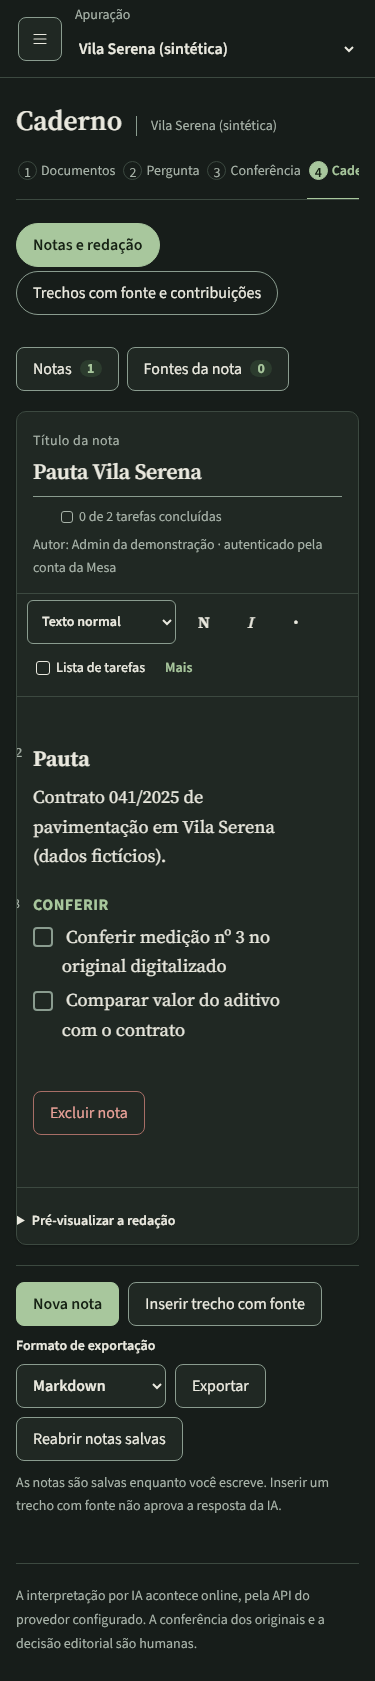 Apuração
Vila Serena (sintética)
Caderno
Vila Serena (sintética)
1 Documentos 2 Pergunta 3 Conferência 4 Cade
Notas e redação
Trechos com fonte e contribuições
Notas 1 Fontes da nota 0
Título da nota
Pauta Vila Serena
0 de 2 tarefas concluídas
Autor: Admin da demonstração · autenticado pela
conta da Mesa
Texto normal N I •
Lista de tarefas Mais
2 Pauta
Contrato 041/2025 de
pavimentação em Vila Serena
(dados fictícios).
3 CONFERIR
Conferir medição nº 3 no
original digitalizado
Comparar valor do aditivo
com o contrato
Excluir nota
Pré-visualizar a redação
Nova nota Inserir trecho com fonte
Formato de exportação
Markdown Exportar
Reabrir notas salvas
As notas são salvas enquanto você escreve. Inserir um
trecho com fonte não aprova a resposta da IA.
A interpretação por IA acontece online, pela API do
provedor configurado. A conferência dos originais e a
decisão editorial são humanas.